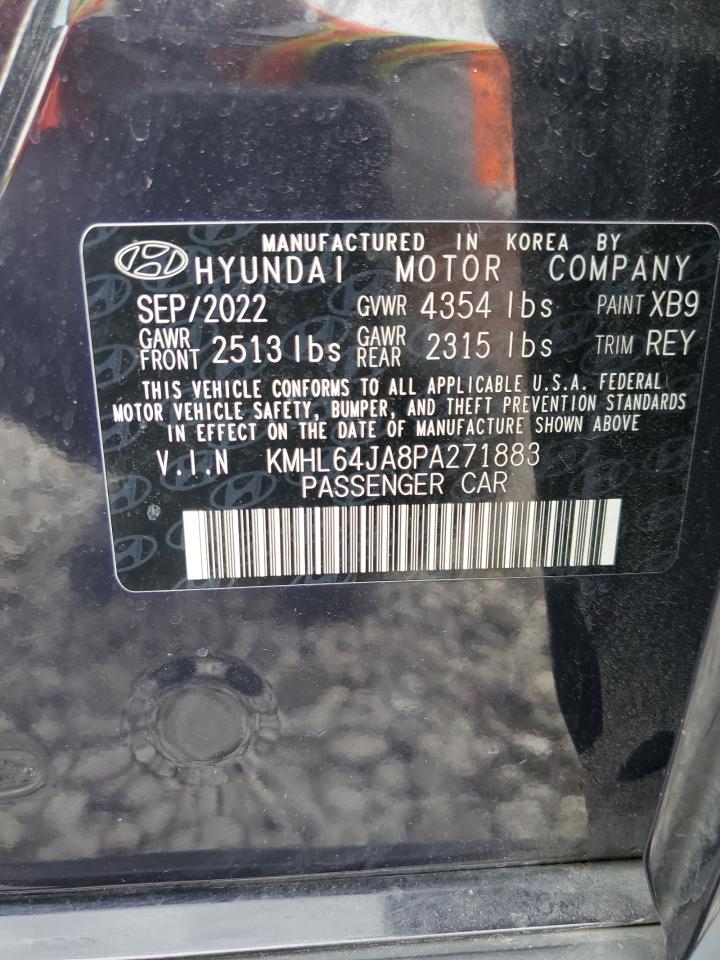 MANUFACTURED IN KOREA BY
HYUNDAI MOTOR COMPANY
SEP/2022 GVWR 4354 lbs PAINT XB9
GAWR FRONT 2513 lbs GAWR REAR 2315 lbs TRIM REY
THIS VEHICLE CONFORMS TO ALL APPLICABLE U.S.A. FEDERAL
MOTOR VEHICLE SAFETY, BUMPER, AND THEFT PREVENTION STANDARDS
IN EFFECT ON THE DATE OF MANUFACTURE SHOWN ABOVE
V.I.N KMHL64JA8PA271883
PASSENGER CAR